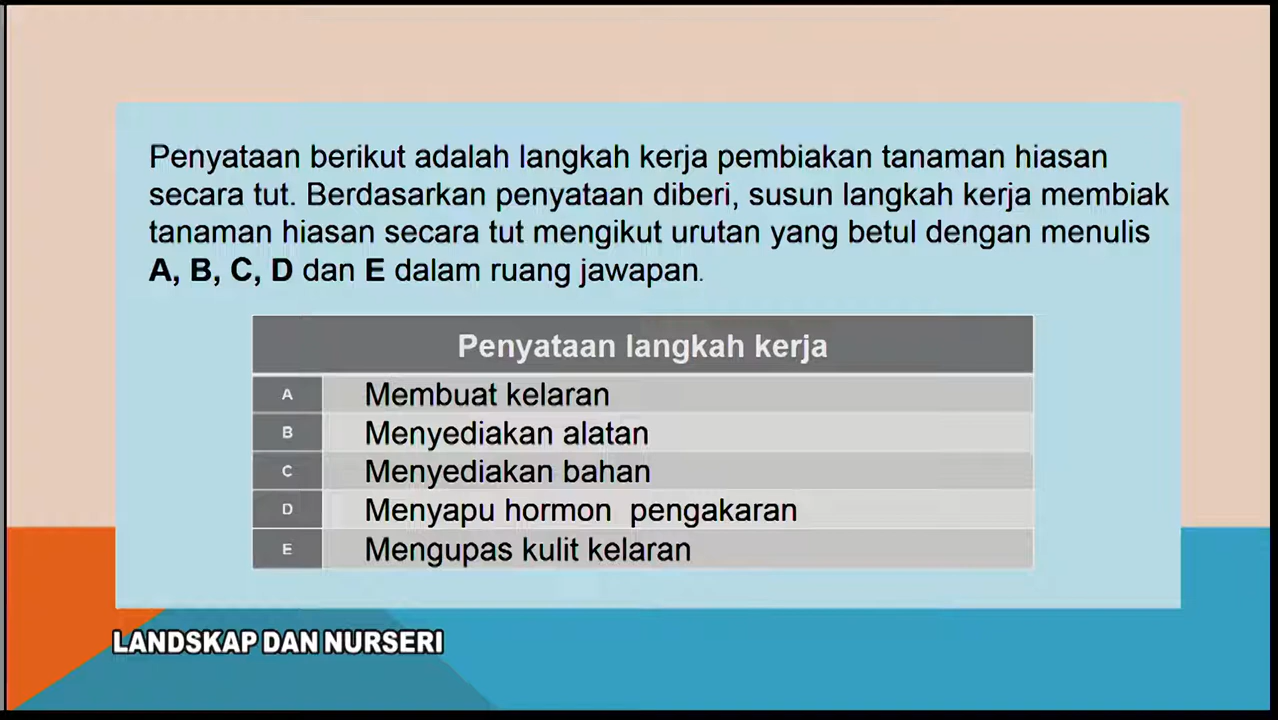 Penyataan berikut adalah langkah kerja pembiakan tanaman hiasan
secara tut. Berdasarkan penyataan diberi, susun langkah kerja membiak
tanaman hiasan secara tut mengikut urutan yang betul dengan menulis
A, B, C, D dan E dalam ruang jawapan.
Penyataan langkah kerja
A Membuat kelaran
B Menyediakan alatan
C Menyediakan bahan
D Menyapu hormon pengakaran
E Mengupas kulit kelaran
LANDSKAP DAN NURSERI